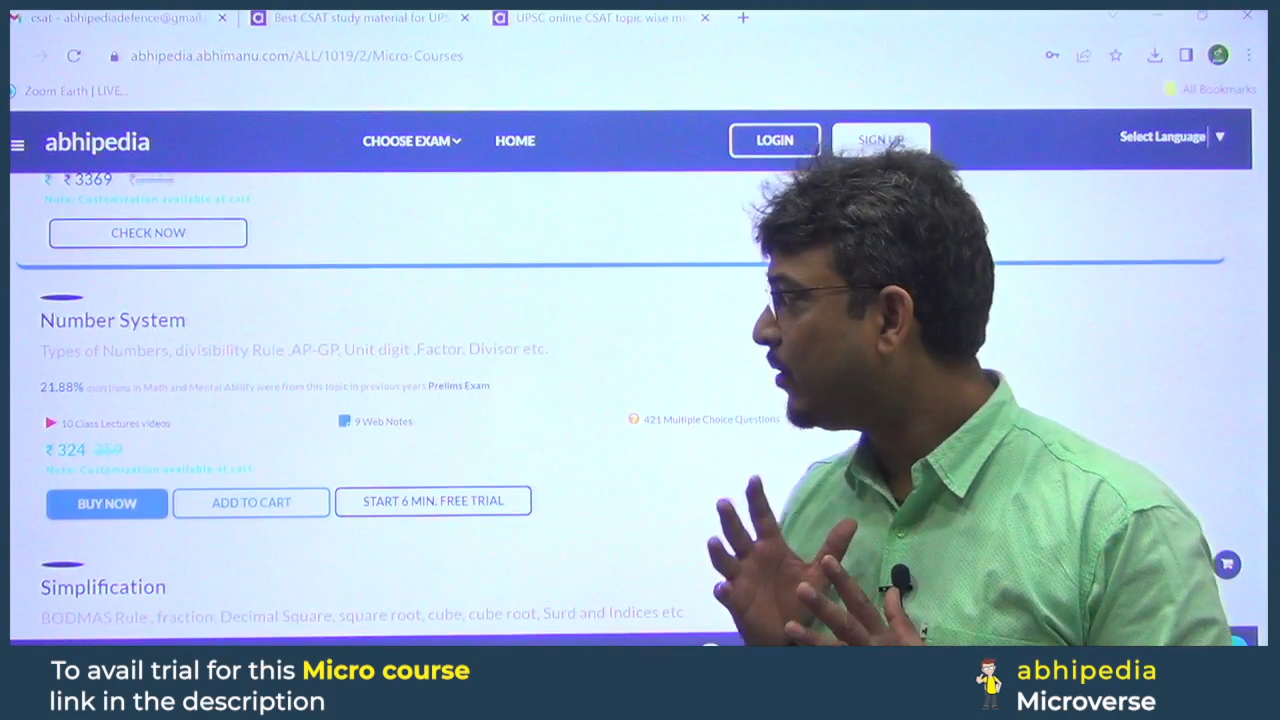 csat - abhipediadefence@gmail.
Best CSAT study material for UPS
UPSC online CSAT topic wise mi
abhipedia.abhimanu.com/ALL/1019/2/Micro-Courses
Zoom Earth | LIVE...
All Bookmarks
abhipedia
CHOOSE EXAM
HOME
LOGIN
SIGN UP
Select Language
₹ ₹ 3369
Note: Customization available at cart
CHECK NOW
Number System
Types of Numbers, divisibility Rule ,AP-GP, Unit digit ,Factor, Divisor etc.
21.88% questions in Math and Mental Ability were from this topic in previous years Prelims Exam
10 Class Lectures videos
9 Web Notes
421 Multiple Choice Questions
₹ 324
Note: Customization available at cart
BUY NOW
ADD TO CART
START 6 MIN. FREE TRIAL
Simplification
BODMAS Rule , fraction, Decimal Square, square root, cube, cube root, Surd and Indices etc
To avail trial for this Micro course
link in the description
abhipedia
Microverse